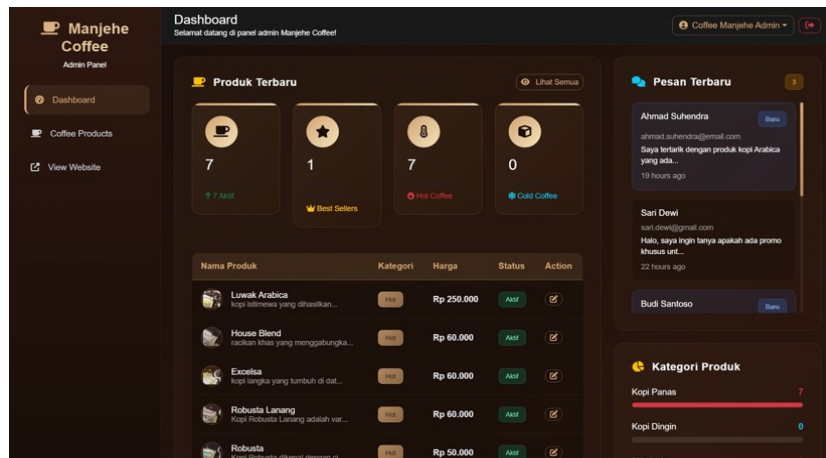 Manjehe
Coffee
Admin Panel
Dashboard
Coffee Products
View Website
Dashboard
Selamat datang di panel admin Manjehe Coffee!
Coffee Manjehe Admin
Produk Terbaru
Lihat Semua
7
7 Aktif
1
Best Sellers
7
Hot Coffee
0
Cold Coffee
Nama Produk Kategori Harga Status Action
Luwak Arabica
kopi istimewa yang dihasilkan...
Hot Rp 250.000 Aktif
House Blend
racikan khas yang menggabungka...
Hot Rp 60.000 Aktif
Excelsa
kopi langka yang tumbuh di dat...
Hot Rp 60.000 Aktif
Robusta Lanang
Kopi Robusta Lanang adalah var...
Hot Rp 60.000 Aktif
Robusta
Kopi Robusta dikenal dengan ci...
Hot Rp 50.000 Aktif
Pesan Terbaru
3
Ahmad Suhendra
Baru
ahmad.suhendra@email.com
Saya tertarik dengan produk kopi Arabica
yang ada...
19 hours ago
Sari Dewi
sari.dewi@gmail.com
Halo, saya ingin tanya apakah ada promo
khusus unt...
22 hours ago
Budi Santoso
Baru
Kategori Produk
Kopi Panas 7
Kopi Dingin 0